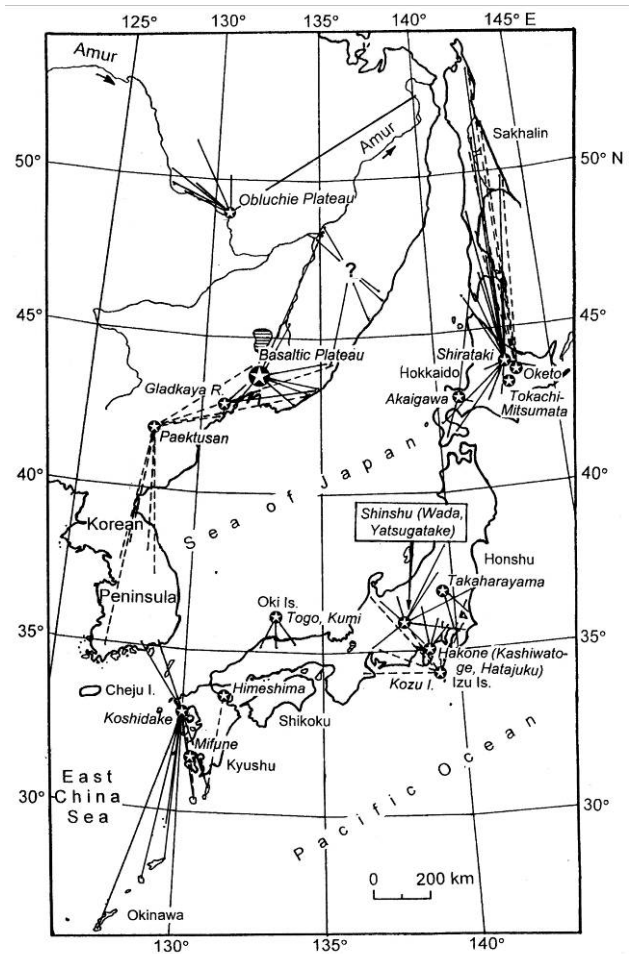 125°
130°
135°
140°
145° E
Amur
Amur
Sakhalin
50°
50° N
Obluchie Plateau
?
45°
45°
Basaltic Plateau
Shirataki
Hokkaido
Oketo
Gladkaya R.
Akaigawa
Tokachi-
Mitsumata
Paektusan
Sea of Japan
40°
40°
Shinshu (Wada,
Yatsugatake)
Korean
Honshu
Takaharayama
Peninsula
Oki Is.
Togo, Kumi
35°
35°
Hakone (Kashiwato-
ge, Hatajuku)
Cheju I.
Himeshima
Kozu I.
Izu Is.
Koshidake
Shikoku
Mifune
Kyushu
East
China
Sea
Pacific Ocean
30°
30°
0 200 km
Okinawa
130°
135°
140°